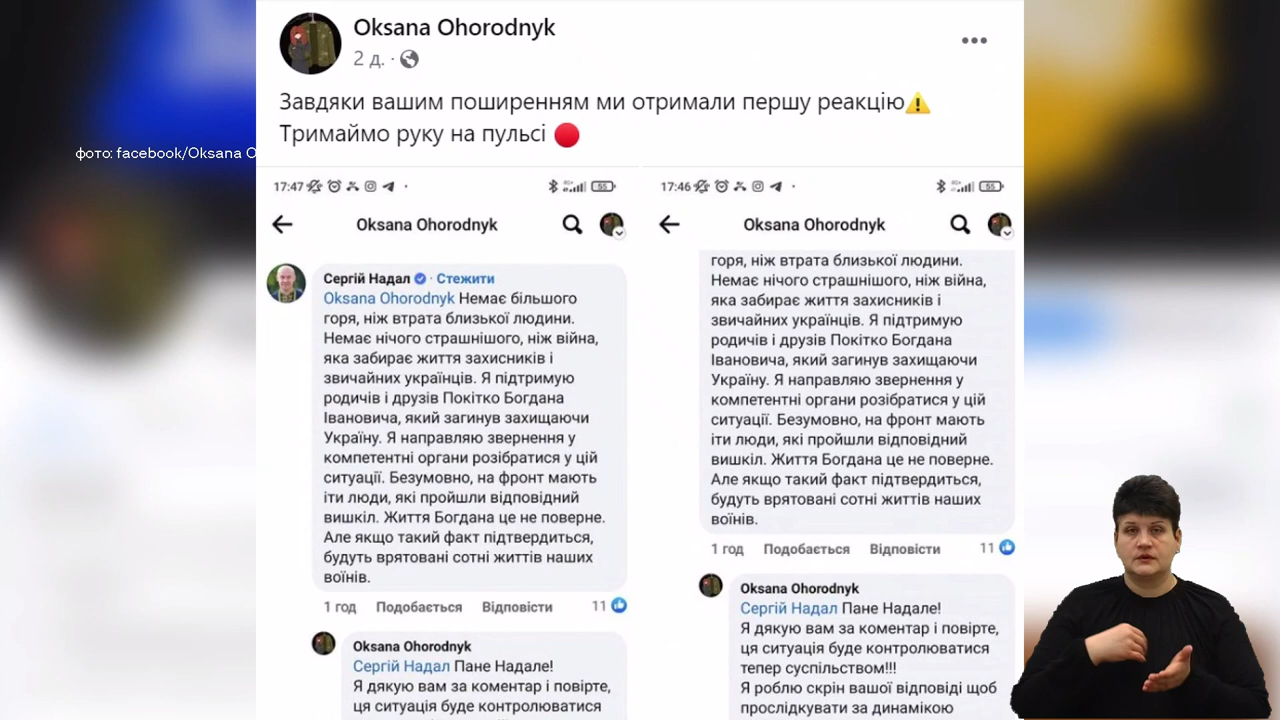 Oksana Ohorodnyk
2 д. ·
Завдяки вашим поширенням ми отримали першу реакцію⚠️
Тримаймо руку на пульсі 🔴
фото: facebook/Oksana O
17:47
55
Oksana Ohorodnyk
Сергій Надал · Стежити
Oksana Ohorodnyk Немає більшого
горя, ніж втрата близької людини.
Немає нічого страшнішого, ніж війна,
яка забирає життя захисників і
звичайних українців. Я підтримую
родичів і друзів Покітко Богдана
Івановича, який загинув захищаючи
Україну. Я направляю звернення у
компетентні органи розібратися у цій
ситуації. Безумовно, на фронт мають
іти люди, які пройшли відповідний
вишкіл. Життя Богдана це не поверне.
Але якщо такий факт підтвердиться,
будуть врятовані сотні життів наших
воїнів.
1 год Подобається Відповісти 11
Oksana Ohorodnyk
Сергій Надал Пане Надале!
Я дякую вам за коментар і повірте,
ця ситуація буде контролюватися
17:46
55
Oksana Ohorodnyk
горя, ніж втрата близької людини.
Немає нічого страшнішого, ніж війна,
яка забирає життя захисників і
звичайних українців. Я підтримую
родичів і друзів Покітко Богдана
Івановича, який загинув захищаючи
Україну. Я направляю звернення у
компетентні органи розібратися у цій
ситуації. Безумовно, на фронт мають
іти люди, які пройшли відповідний
вишкіл. Життя Богдана це не поверне.
Але якщо такий факт підтвердиться,
будуть врятовані сотні життів наших
воїнів.
1 год Подобається Відповісти 11
Oksana Ohorodnyk
Сергій Надал Пане Надале!
Я дякую вам за коментар і повірте,
ця ситуація буде контролюватися
тепер суспільством!!!
Я роблю скрін вашої відповіді щоб
прослідкувати за динамікою